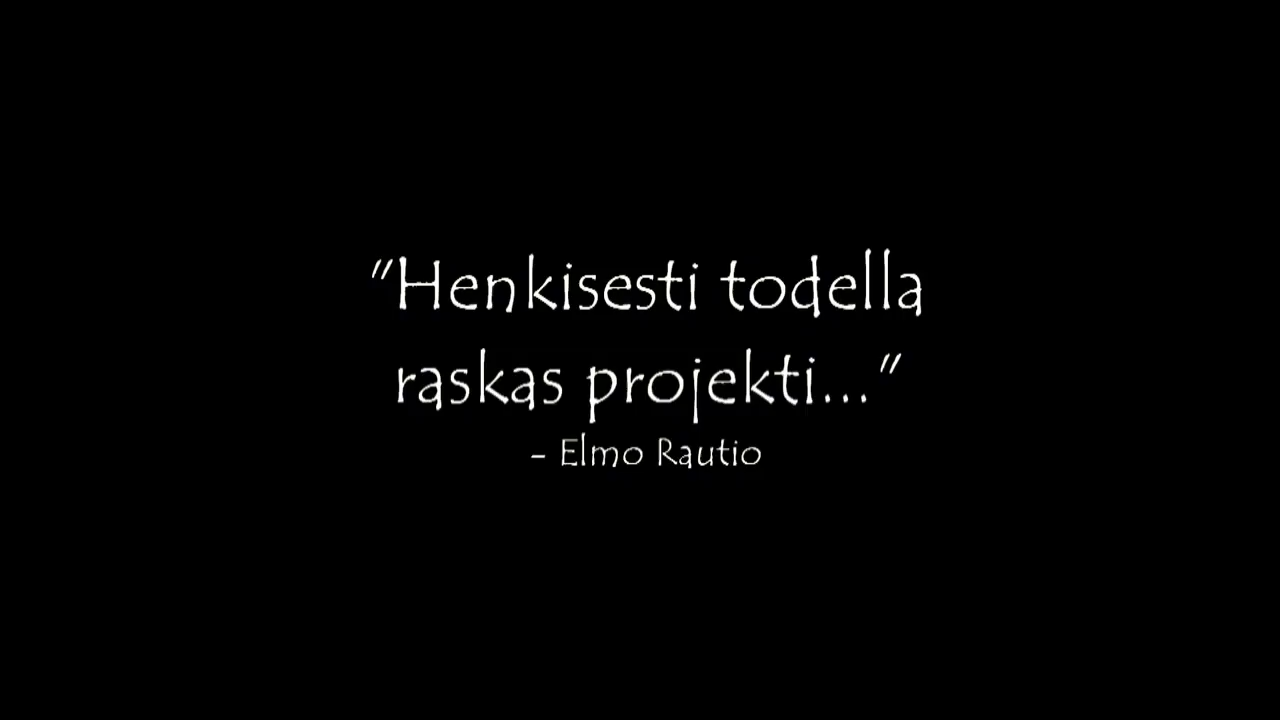 "Henkisesti todella
raskas projekti..."
- Elmo Rautio